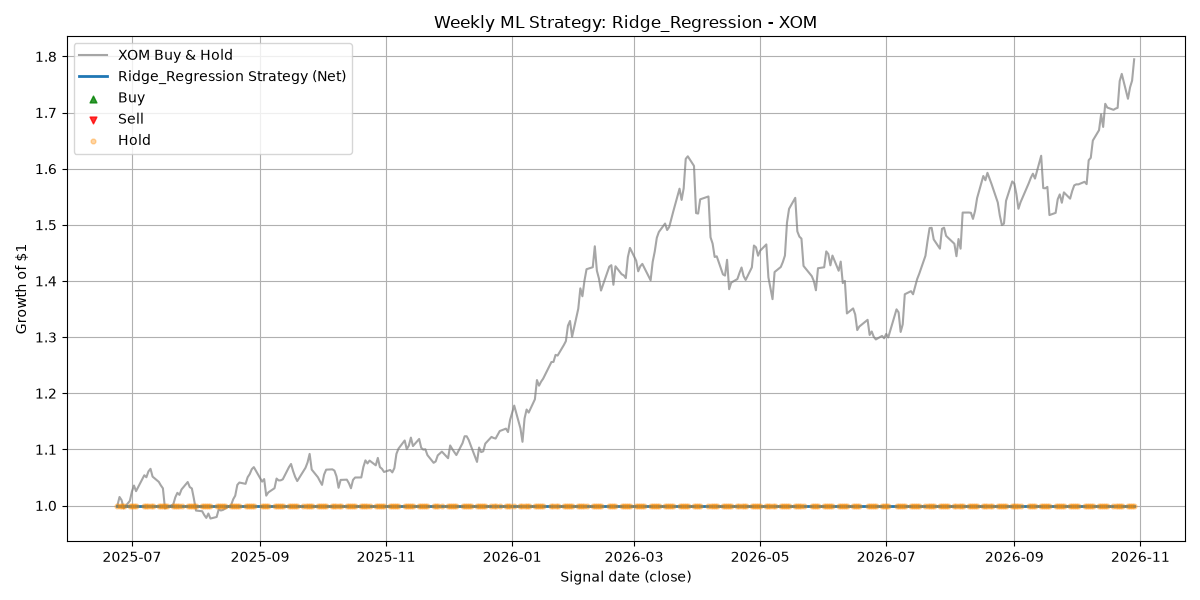 Weekly ML Strategy: Ridge_Regression - XOM
XOM Buy & Hold
Ridge_Regression Strategy (Net)
Buy
Sell
Hold
Growth of $1
1.8
1.7
1.6
1.5
1.4
1.3
1.2
1.1
1.0
2025-07
2025-09
2025-11
2026-01
2026-03
2026-05
2026-07
2026-09
2026-11
Signal date (close)